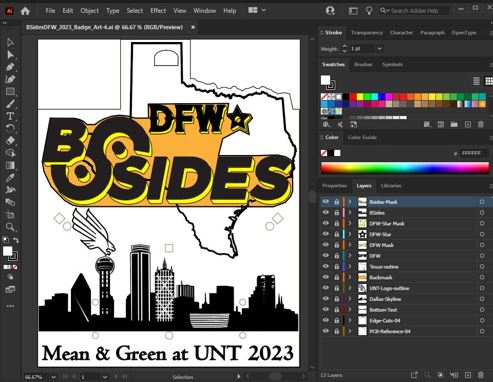 Ai File Edit Object Type Select Effect View Window Help
Search Adobe Help
BSidesDFW_2023_Badge_Art-4.ai @ 66.67 % (RGB/Preview) ×
DFW
BSIDES
Mean & Green at UNT 2023
66.67%
1
Selection
Stroke Transparency Character Paragraph OpenType
Weight: 1 pt
Swatches Brushes Symbols
Color Color Guide
# FFFFFF
Properties Layers Libraries
Bsides-Mask
BSides
DFW-Star Mask
DFW-Star
DFW Mask
DFW
Texas-outine
Backmask
UNT-Logo-outline
Dallas-Skyline
Bottom-Text
Edge-Cuts-04
PCB-Reference-04
13 Layers